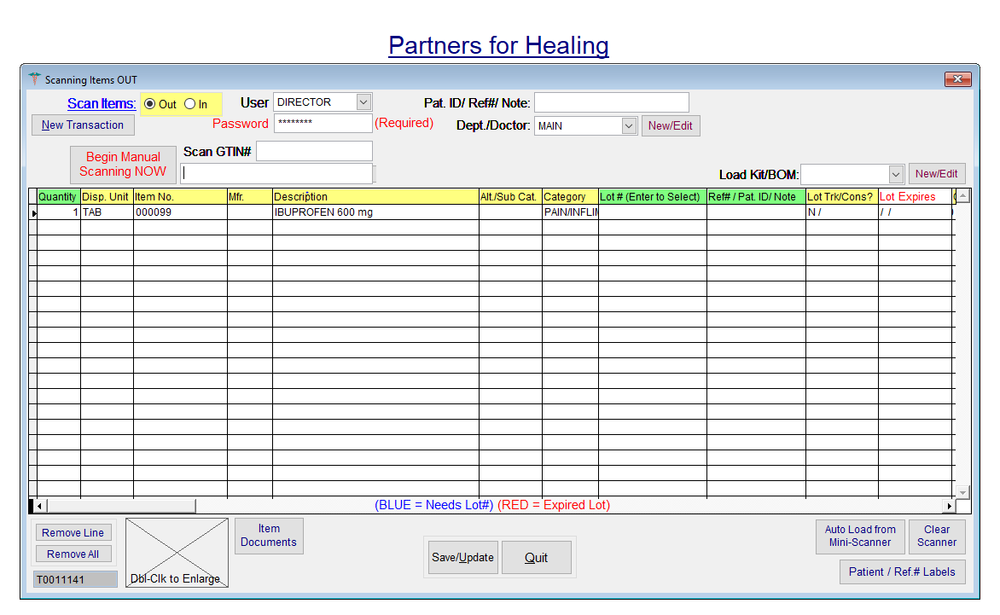 Partners for Healing
Scanning Items OUT
Scan Items: Out In User DIRECTOR Pat. ID/ Ref#/ Note:
New Transaction Password ******** (Required) Dept./Doctor: MAIN New/Edit
Begin Manual
Scanning NOW
Scan GTIN#
Load Kit/BOM: New/Edit
Quantity Disp. Unit Item No. Mfr. Description Alt./Sub Cat. Category Lot # (Enter to Select) Ref# / Pat. ID/ Note Lot Trk/Cons? Lot Expires
1 TAB 000099 IBUPROFEN 600 mg PAIN/INFLI N / / /
(BLUE = Needs Lot#) (RED = Expired Lot)
Remove Line
Remove All
T0011141
Dbl-Clk to Enlarge
Item
Documents
Save/Update Quit
Auto Load from
Mini-Scanner
Clear
Scanner
Patient / Ref.# Labels